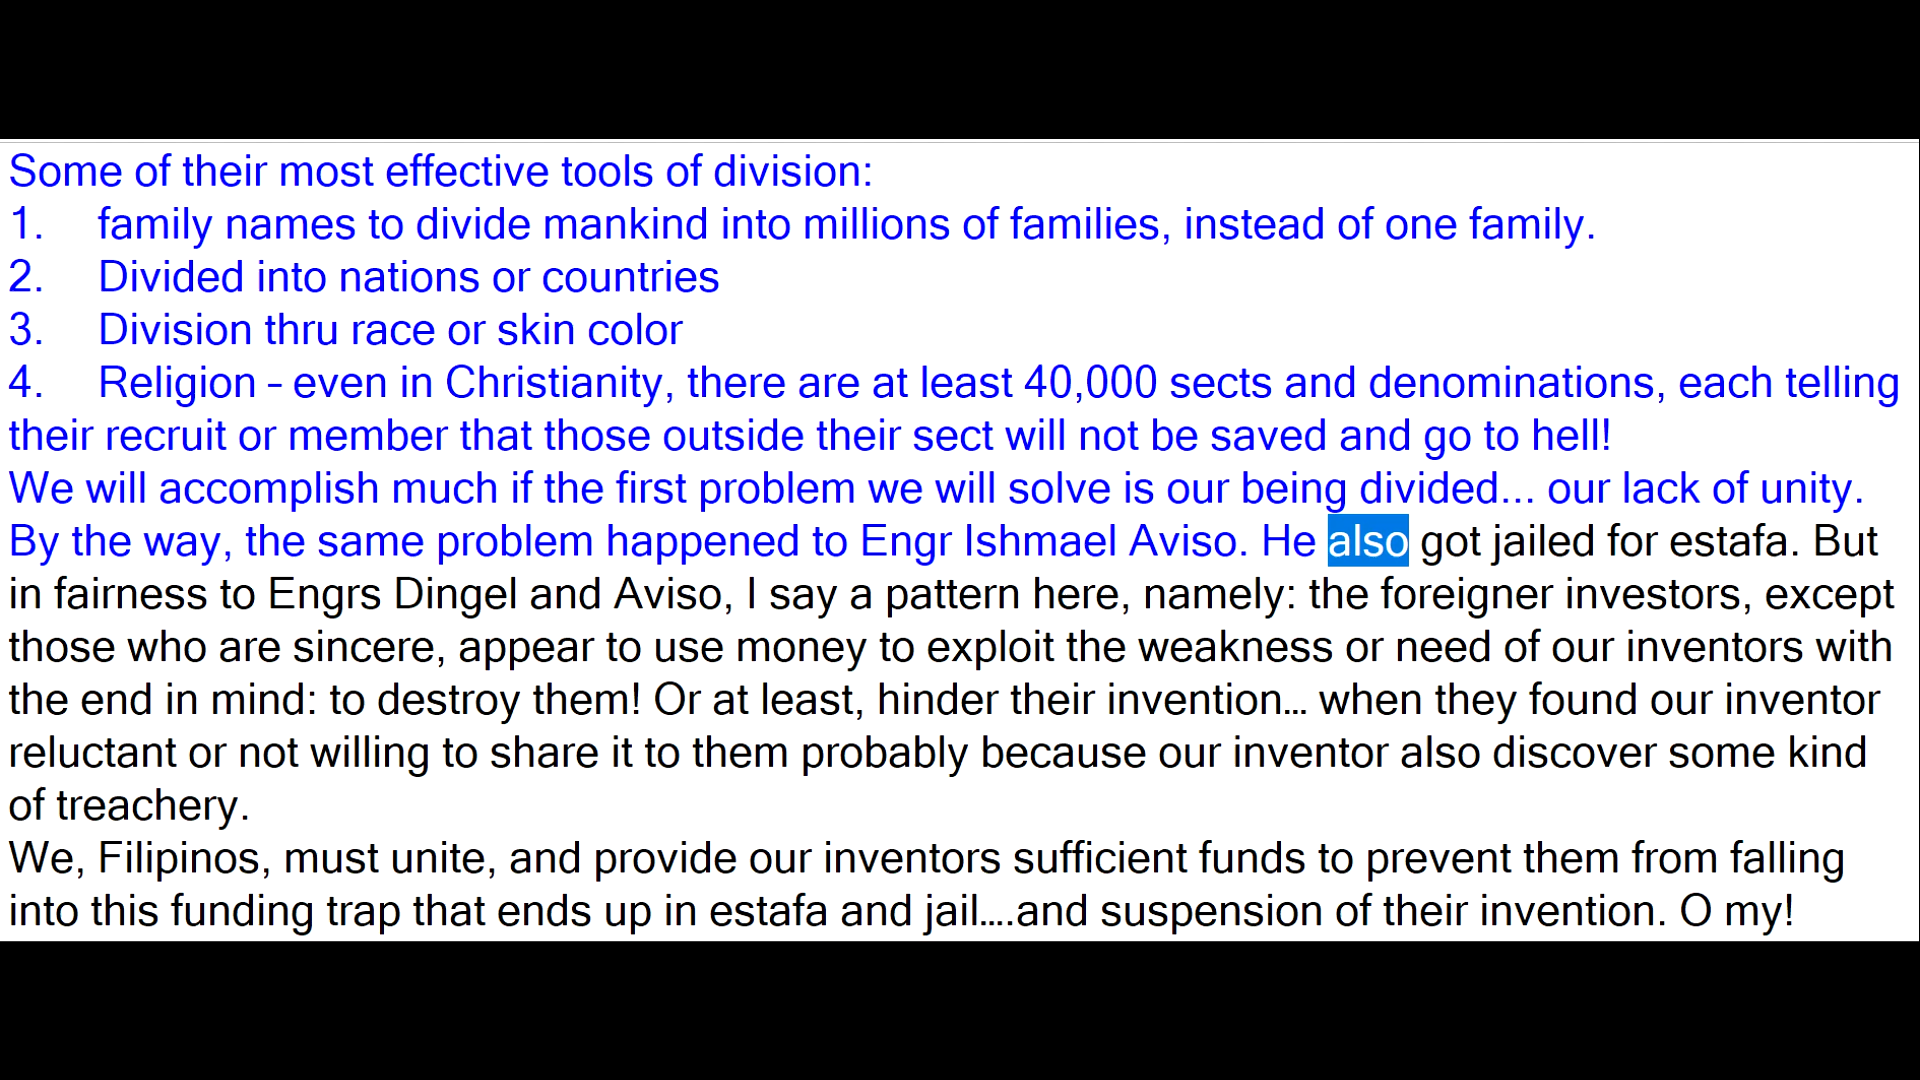 Some of their most effective tools of division:
1. family names to divide mankind into millions of families, instead of one family.
2. Divided into nations or countries
3. Division thru race or skin color
4. Religion – even in Christianity, there are at least 40,000 sects and denominations, each telling
their recruit or member that those outside their sect will not be saved and go to hell!
We will accomplish much if the first problem we will solve is our being divided... our lack of unity.
By the way, the same problem happened to Engr Ishmael Aviso. He also got jailed for estafa. But
in fairness to Engrs Dingel and Aviso, I say a pattern here, namely: the foreigner investors, except
those who are sincere, appear to use money to exploit the weakness or need of our inventors with
the end in mind: to destroy them! Or at least, hinder their invention... when they found our inventor
reluctant or not willing to share it to them probably because our inventor also discover some kind
of treachery.
We, Filipinos, must unite, and provide our inventors sufficient funds to prevent them from falling
into this funding trap that ends up in estafa and jail....and suspension of their invention. O my!